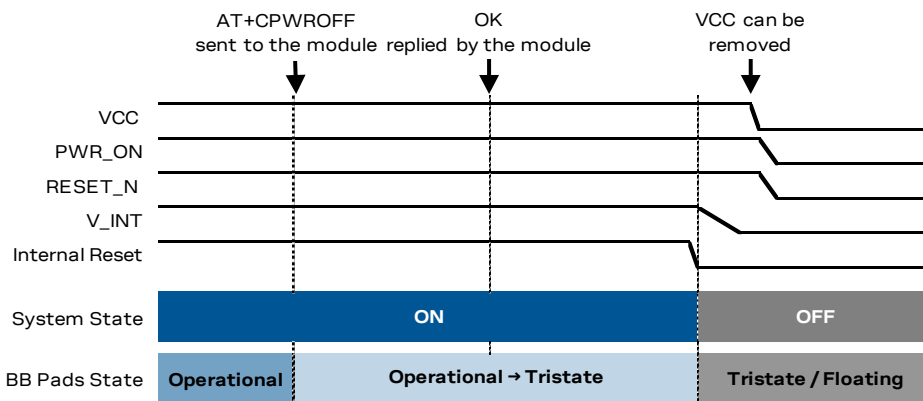 AT+CPWROFF
sent to the module
OK
replied by the module
VCC can be
removed
VCC
PWR_ON
RESET_N
V_INT
Internal Reset
System State
ON
OFF
BB Pads State
Operational
Operational → Tristate
Tristate / Floating